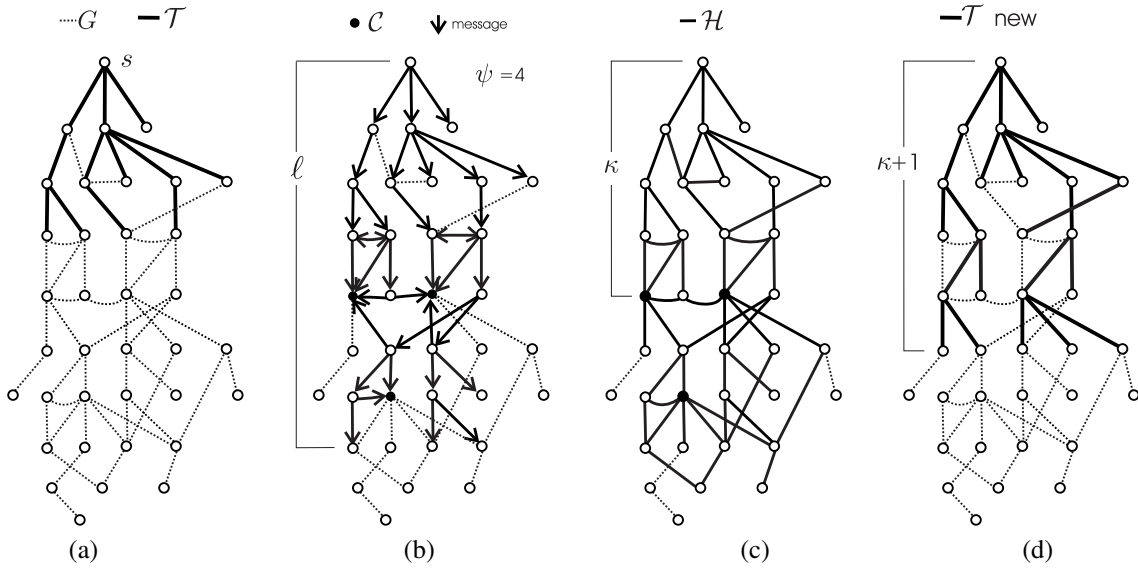 G 𝒯
𝒞 message
ℋ
𝒯 new
s
ψ=4
ℓ
κ
κ+1
(a) (b) (c) (d)